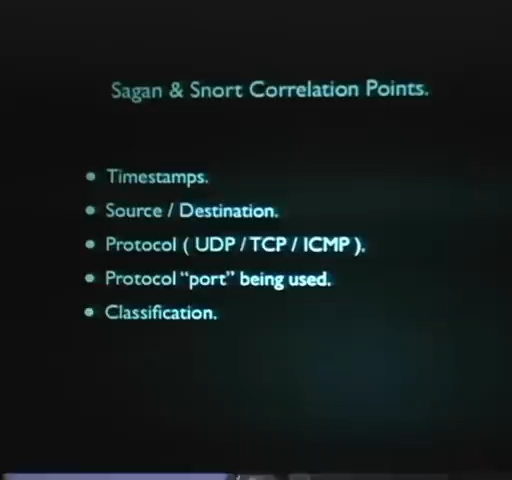 Sagan & Snort Correlation Points.
• Timestamps.
• Source / Destination.
• Protocol ( UDP / TCP / ICMP ).
• Protocol “port” being used.
• Classification.